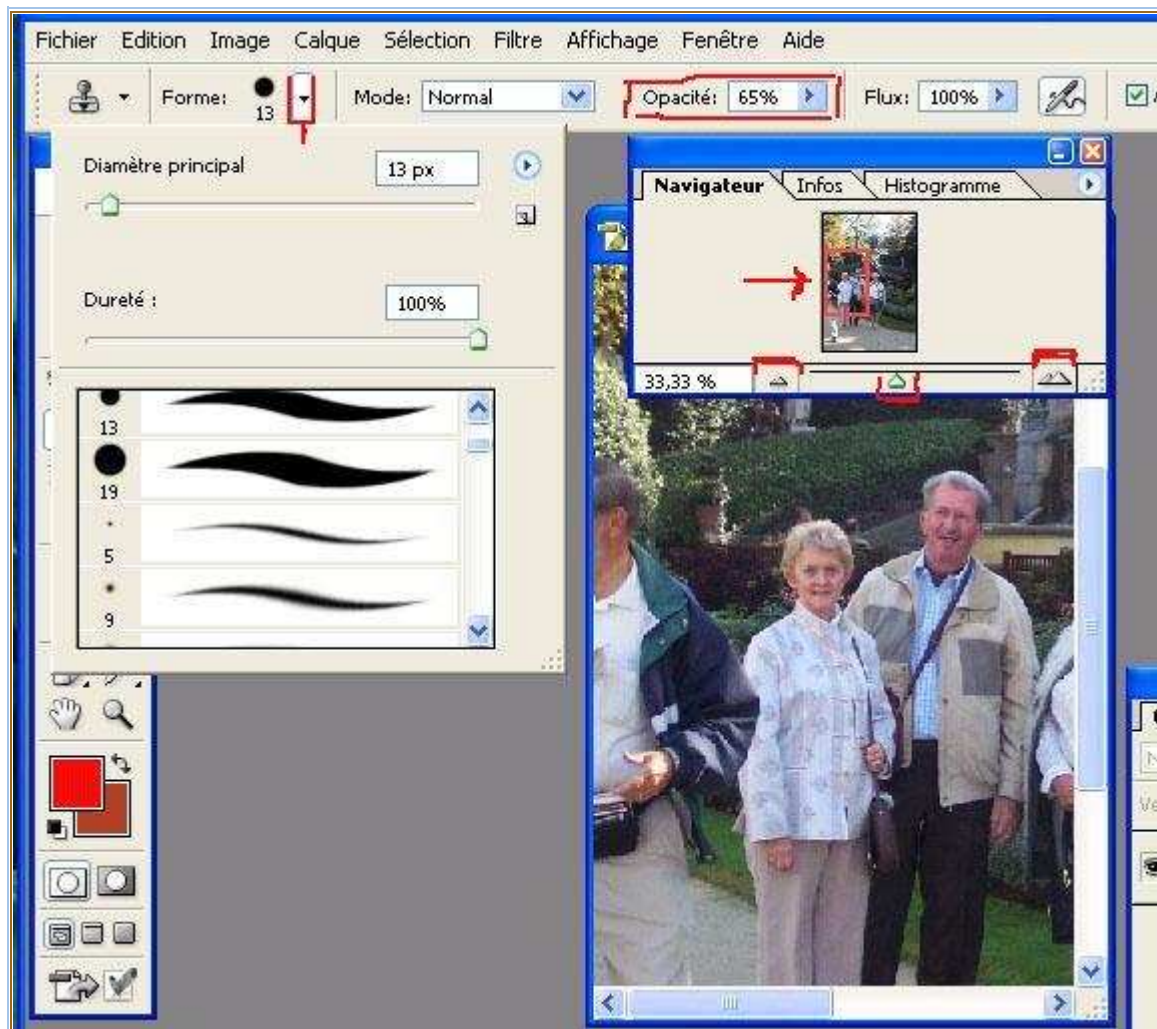 Fichier Edition Image Calque Sélection Filtre Affichage Fenêtre Aide
Forme: 13 Mode: Normal Opacité: 65% Flux: 100%
Diamètre principal 13 px
Dureté : 100%
13
19
5
9
Navigateur Infos Histogramme
33,33 %